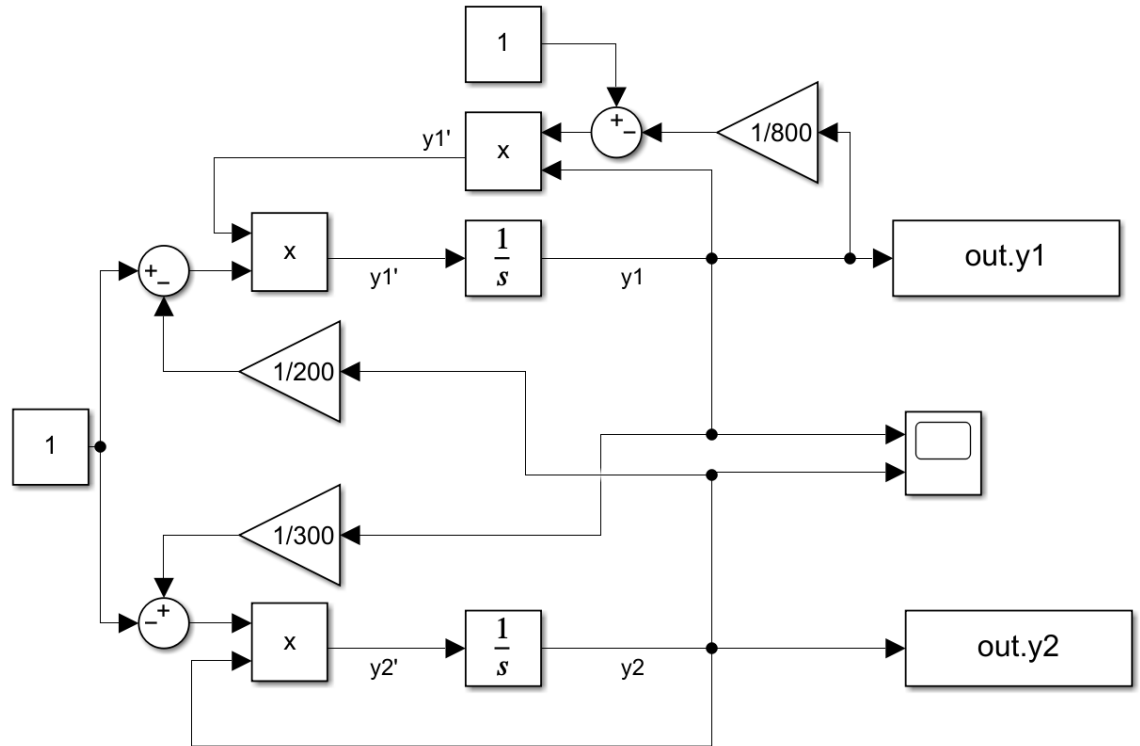 1
+
−
1/800
x
y1'
x
y1'
1
s
y1
out.y1
+
−
1/200
1
1/300
+
−
x
y2'
1
s
y2
out.y2